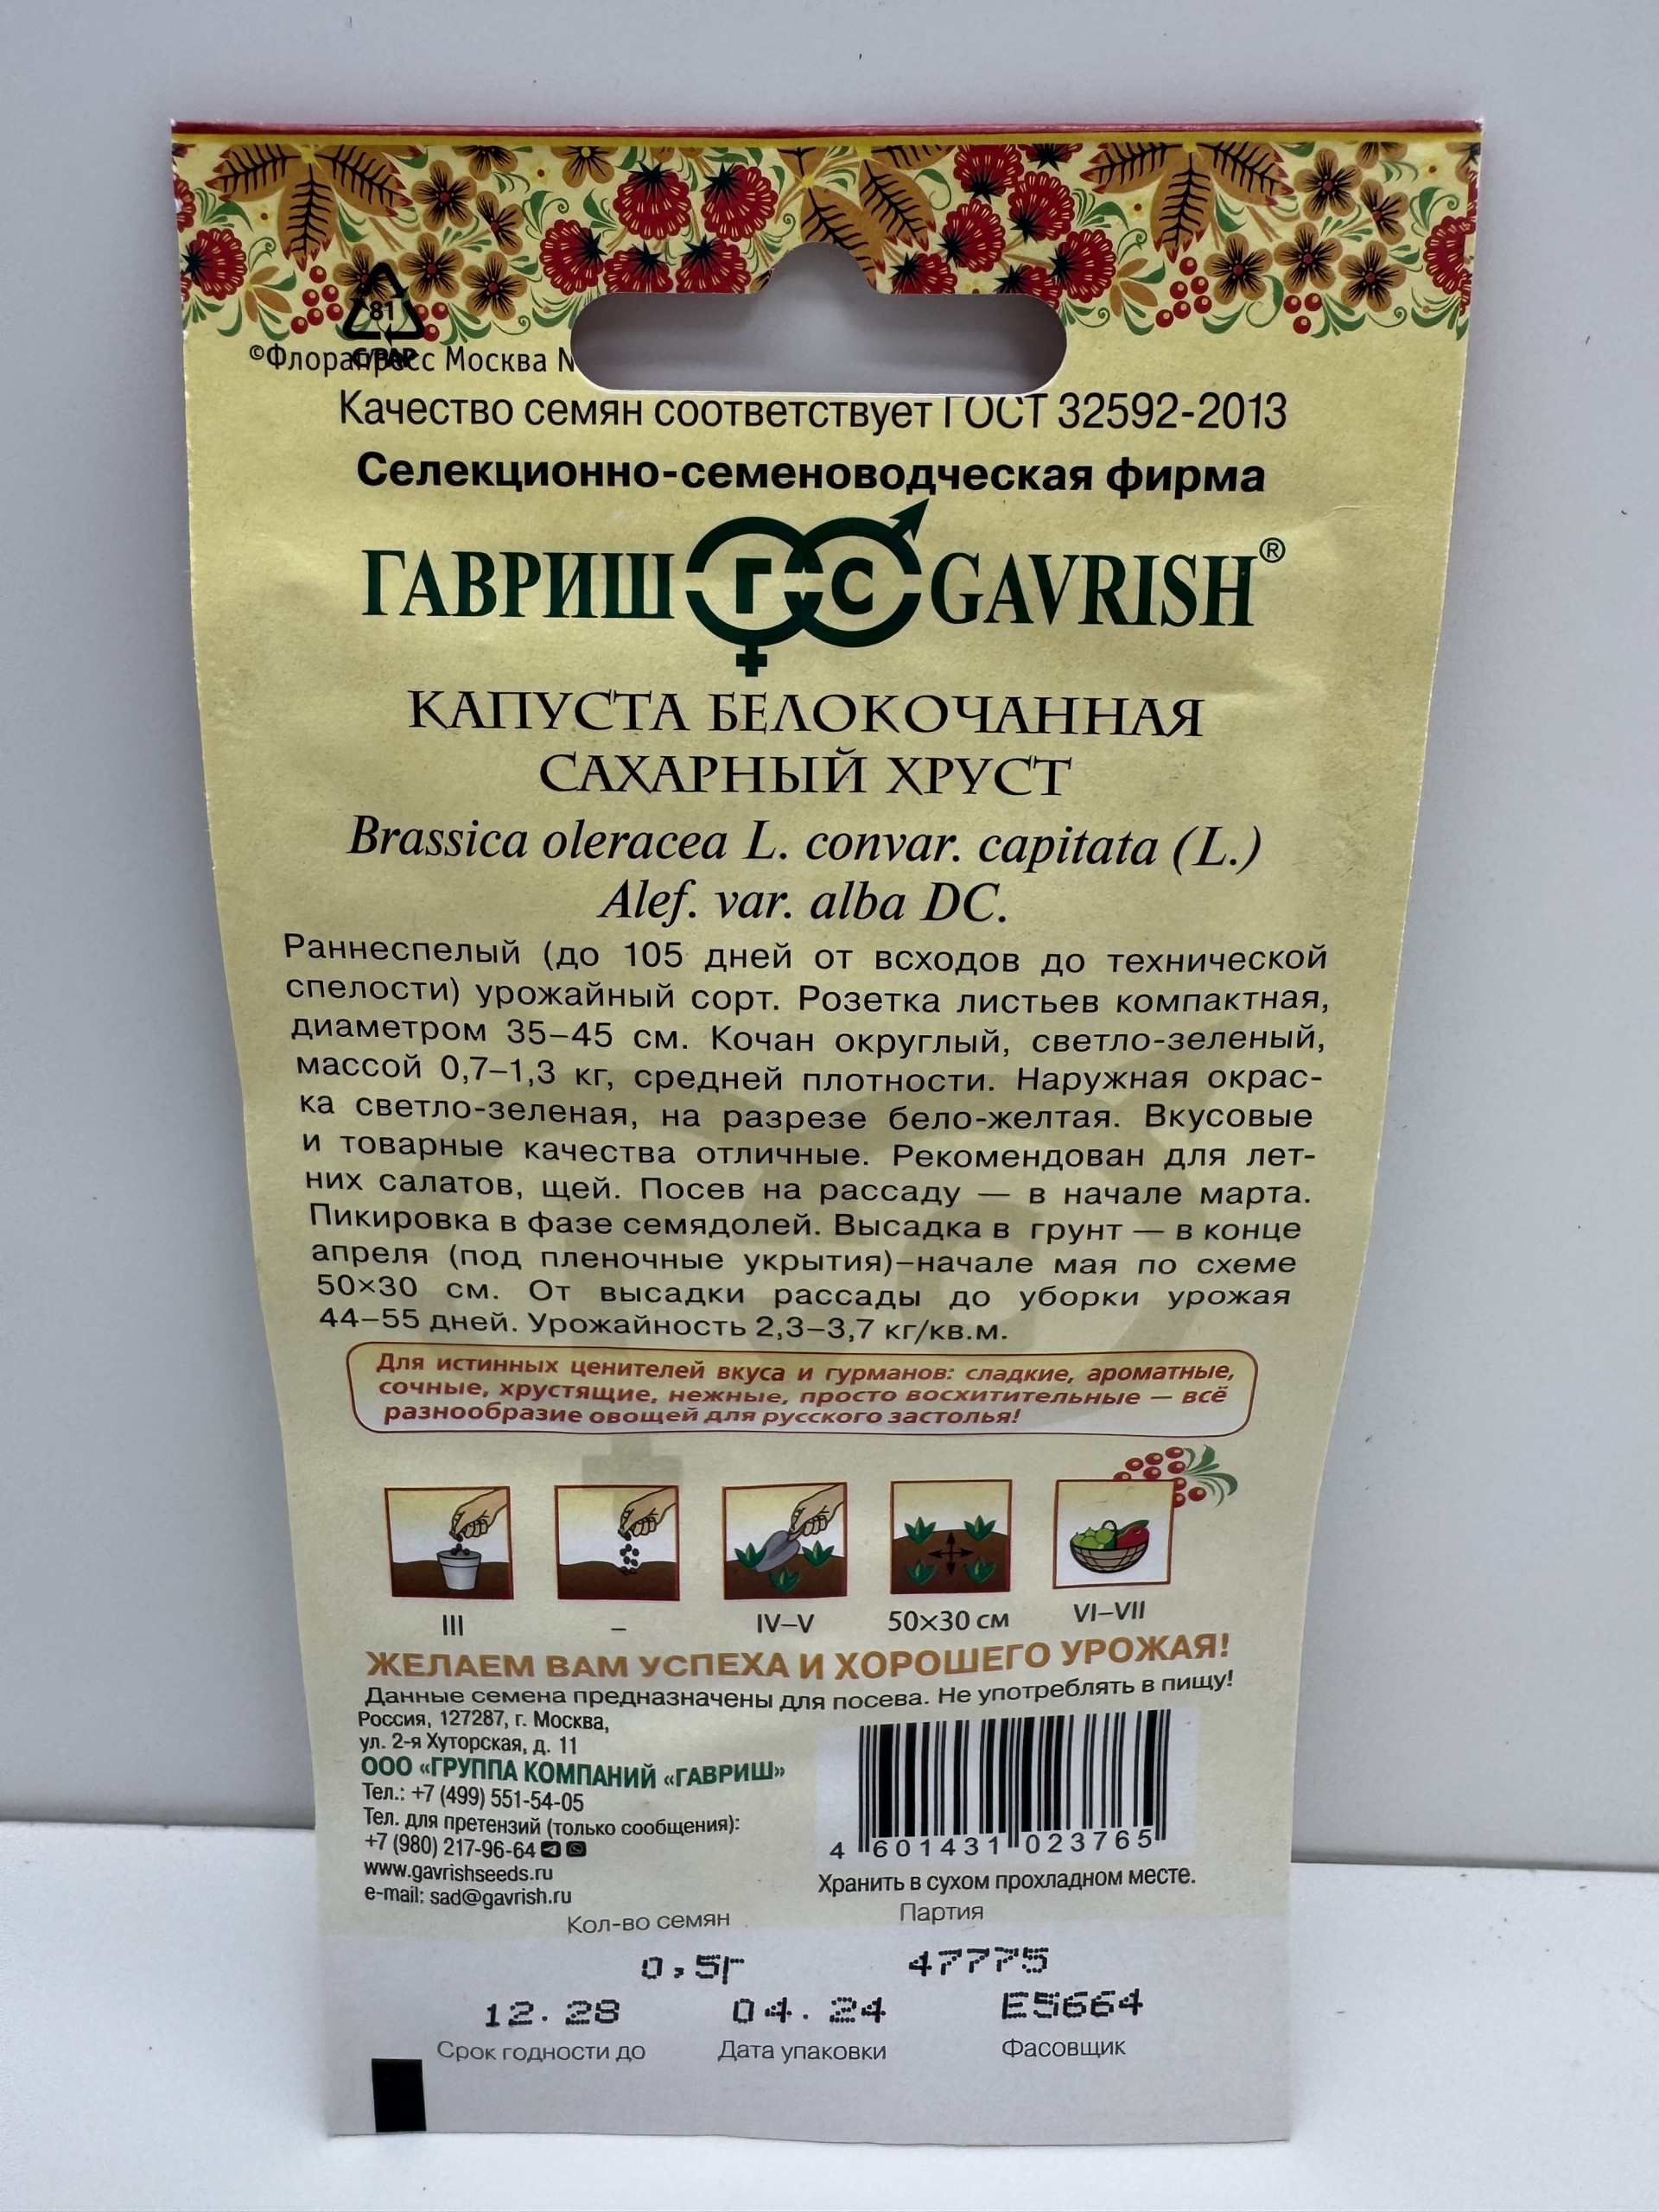 81
C/PAP
©Флорапресс Москва
Качество семян соответствует ГОСТ 32592-2013
Селекционно-семеноводческая фирма
ГАВРИШ ГС GAVRISH®
КАПУСТА БЕЛОКОЧАННАЯ
САХАРНЫЙ ХРУСТ
Brassica oleracea L. convar. capitata (L.)
Alef. var. alba DC.
Раннеспелый (до 105 дней от всходов до технической
спелости) урожайный сорт. Розетка листьев компактная,
диаметром 35–45 см. Кочан округлый, светло-зеленый,
массой 0,7–1,3 кг, средней плотности. Наружная окрас-
ка светло-зеленая, на разрезе бело-желтая. Вкусовые
и товарные качества отличные. Рекомендован для лет-
них салатов, щей. Посев на рассаду — в начале марта.
Пикировка в фазе семядолей. Высадка в грунт — в конце
апреля (под пленочные укрытия)–начале мая по схеме
50×30 см. От высадки рассады до уборки урожая
44–55 дней. Урожайность 2,3–3,7 кг/кв.м.
Для истинных ценителей вкуса и гурманов: сладкие, ароматные,
сочные, хрустящие, нежные, просто восхитительные — всё
разнообразие овощей для русского застолья!
III – IV–V 50×30 см VI–VII
ЖЕЛАЕМ ВАМ УСПЕХА И ХОРОШЕГО УРОЖАЯ!
Данные семена предназначены для посева. Не употреблять в пищу!
Россия, 127287, г. Москва,
ул. 2-я Хуторская, д. 11
ООО «ГРУППА КОМПАНИЙ «ГАВРИШ»
Тел.: +7 (499) 551-54-05
Тел. для претензий (только сообщения):
+7 (980) 217-96-64
www.gavrishseeds.ru
e-mail: sad@gavrish.ru
4 601431 023765
Хранить в сухом прохладном месте.
Кол-во семян Партия
0,5г 47775
12.28 04.24 E5664
Срок годности до Дата упаковки Фасовщик